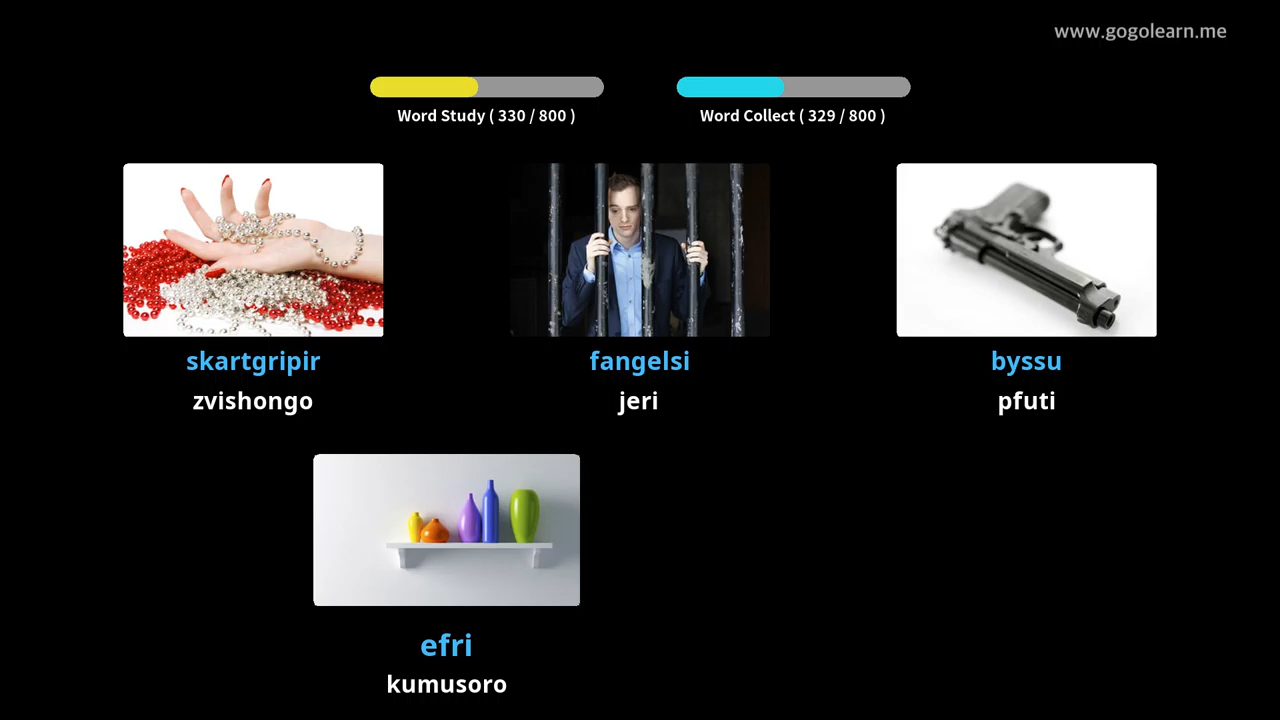 www.gogolearn.me
Word Study ( 330 / 800 )
Word Collect ( 329 / 800 )
skartgripir
zvishongo
fangelsi
jeri
byssu
pfuti
efri
kumusoro